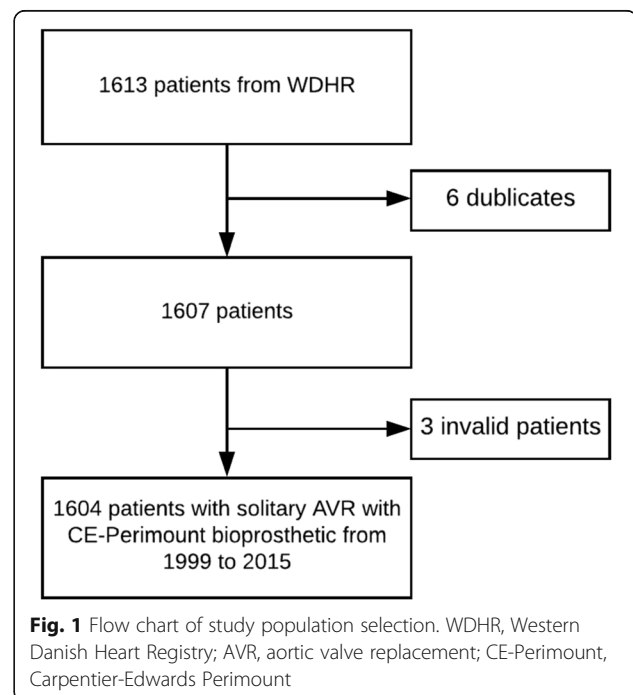 1613 patients from WDHR
6 dublicates
1607 patients
3 invalid patients
1604 patients with solitary AVR with
CE-Perimount bioprosthetic from
1999 to 2015
Fig. 1 Flow chart of study population selection. WDHR, Western
Danish Heart Registry; AVR, aortic valve replacement; CE-Perimount,
Carpentier-Edwards Perimount